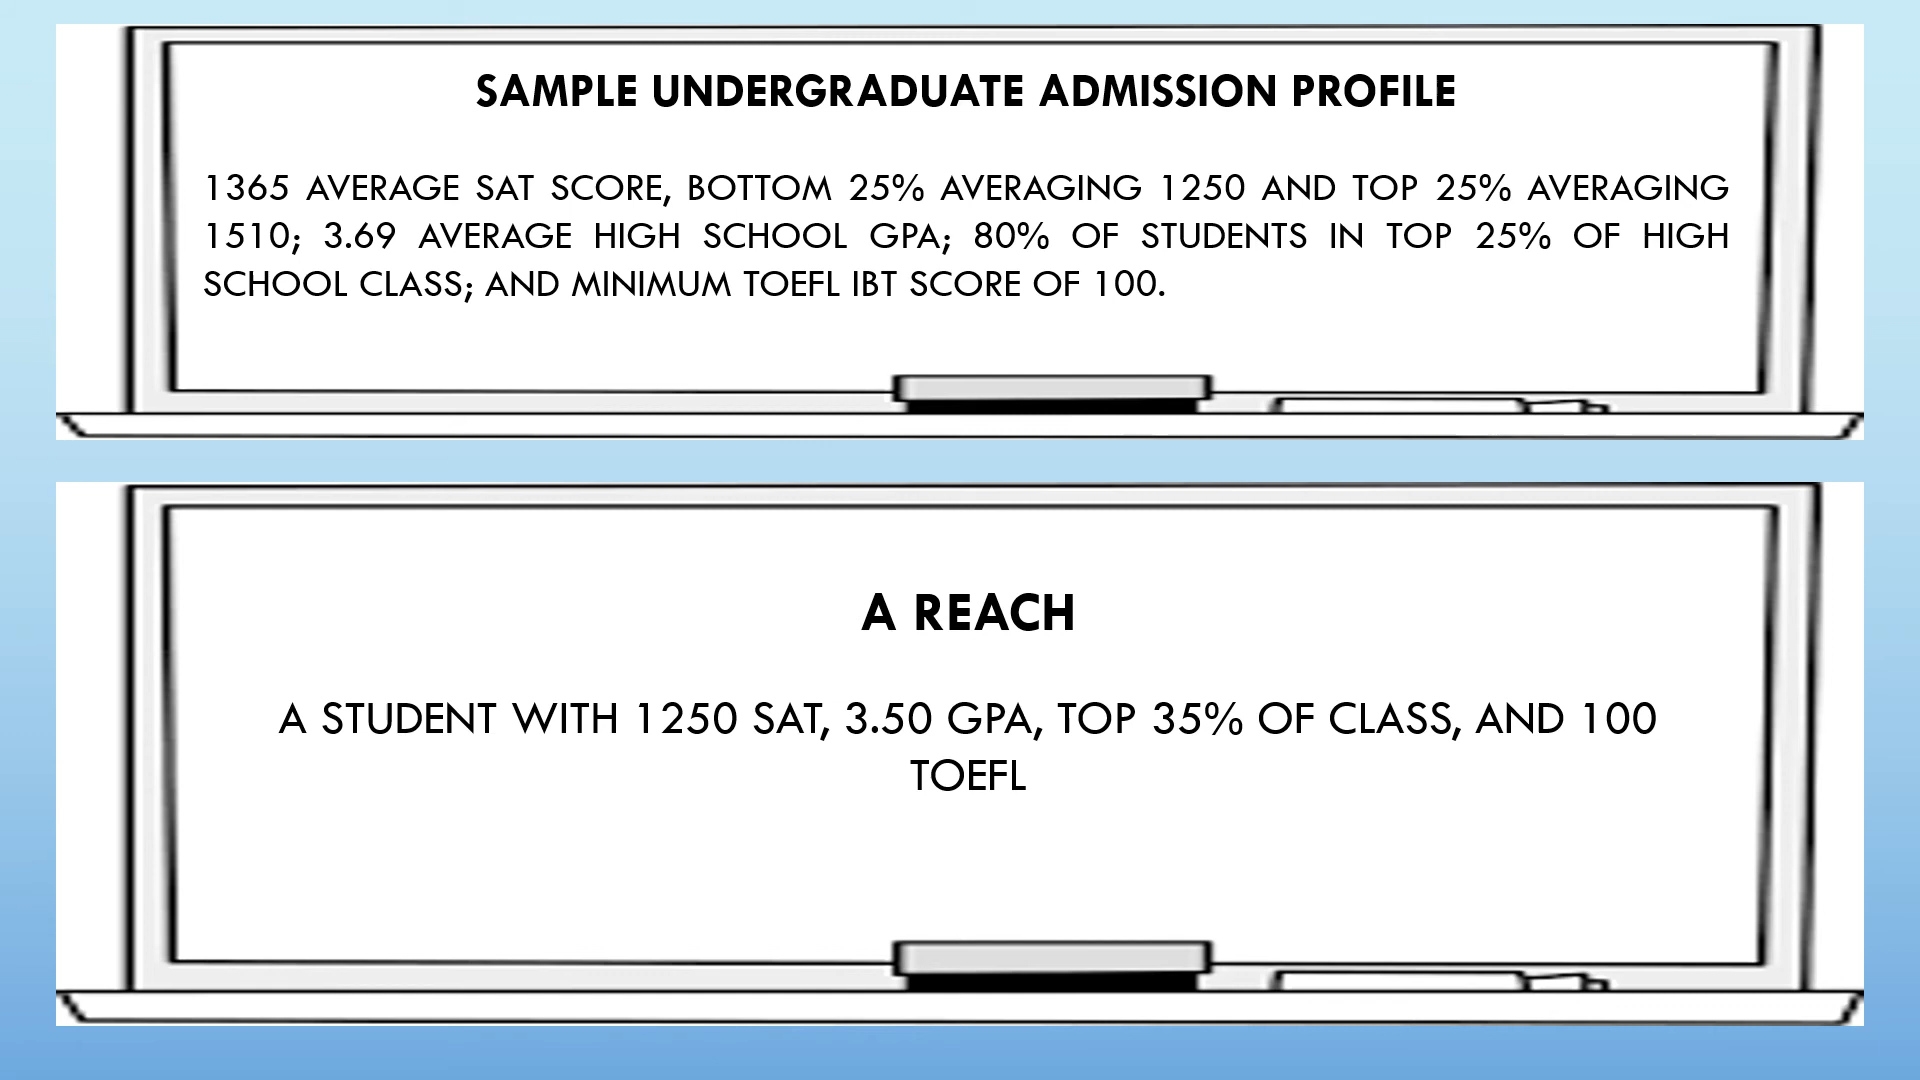 SAMPLE UNDERGRADUATE ADMISSION PROFILE
1365 AVERAGE SAT SCORE, BOTTOM 25% AVERAGING 1250 AND TOP 25% AVERAGING
1510; 3.69 AVERAGE HIGH SCHOOL GPA; 80% OF STUDENTS IN TOP 25% OF HIGH
SCHOOL CLASS; AND MINIMUM TOEFL IBT SCORE OF 100.
A REACH
A STUDENT WITH 1250 SAT, 3.50 GPA, TOP 35% OF CLASS, AND 100
TOEFL